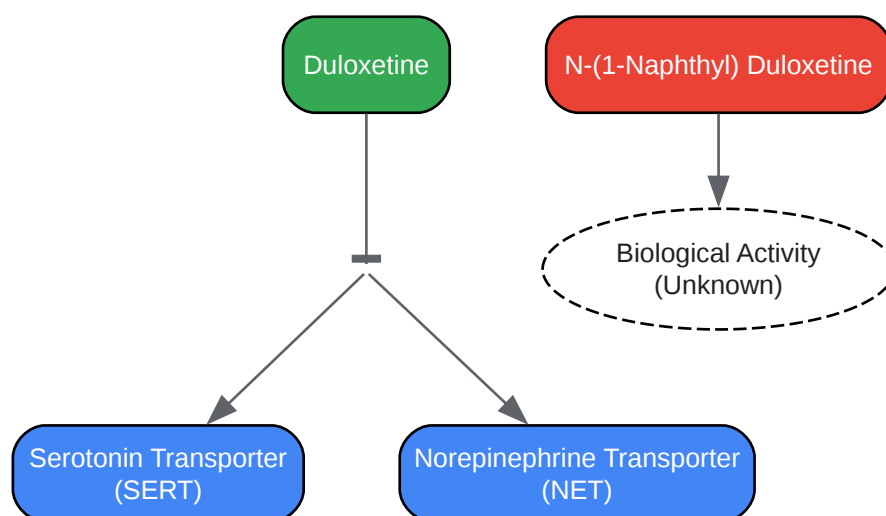 Duloxetine
N-(1-Naphthyl) Duloxetine
Biological Activity
(Unknown)
Serotonin Transporter
(SERT)
Norepinephrine Transporter
(NET)